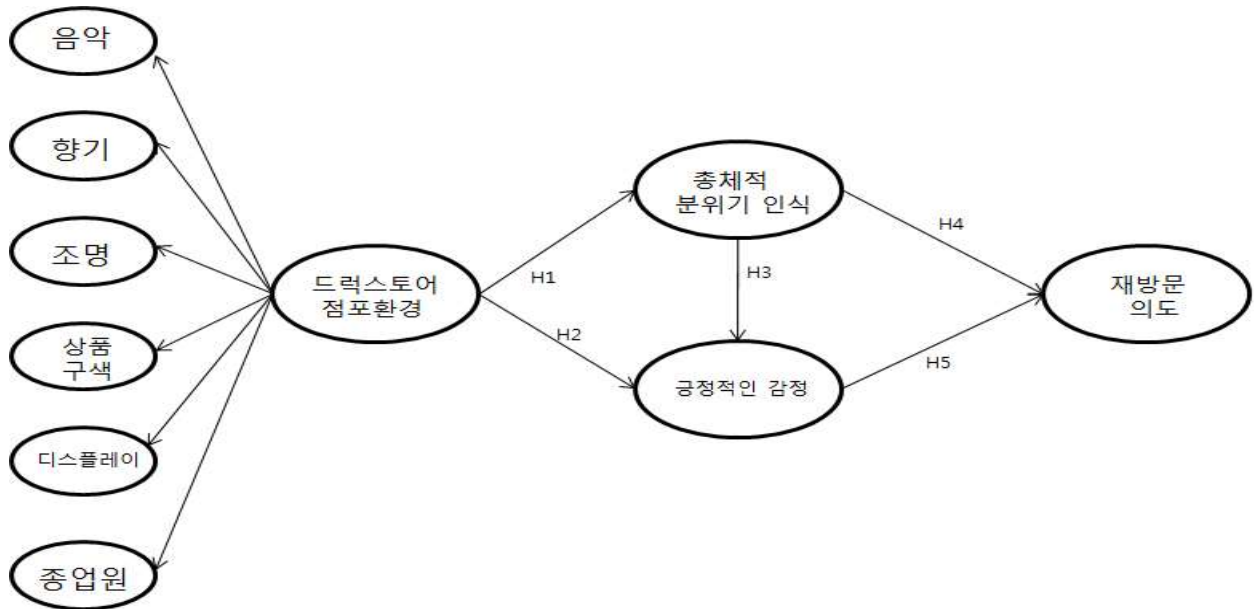 음악
향기
조명
상품
구색
디스플레이
종업원
드럭스토어
점포환경
H1
H2
총체적
분위기 인식
H3
긍정적인 감정
H4
H5
재방문
의도